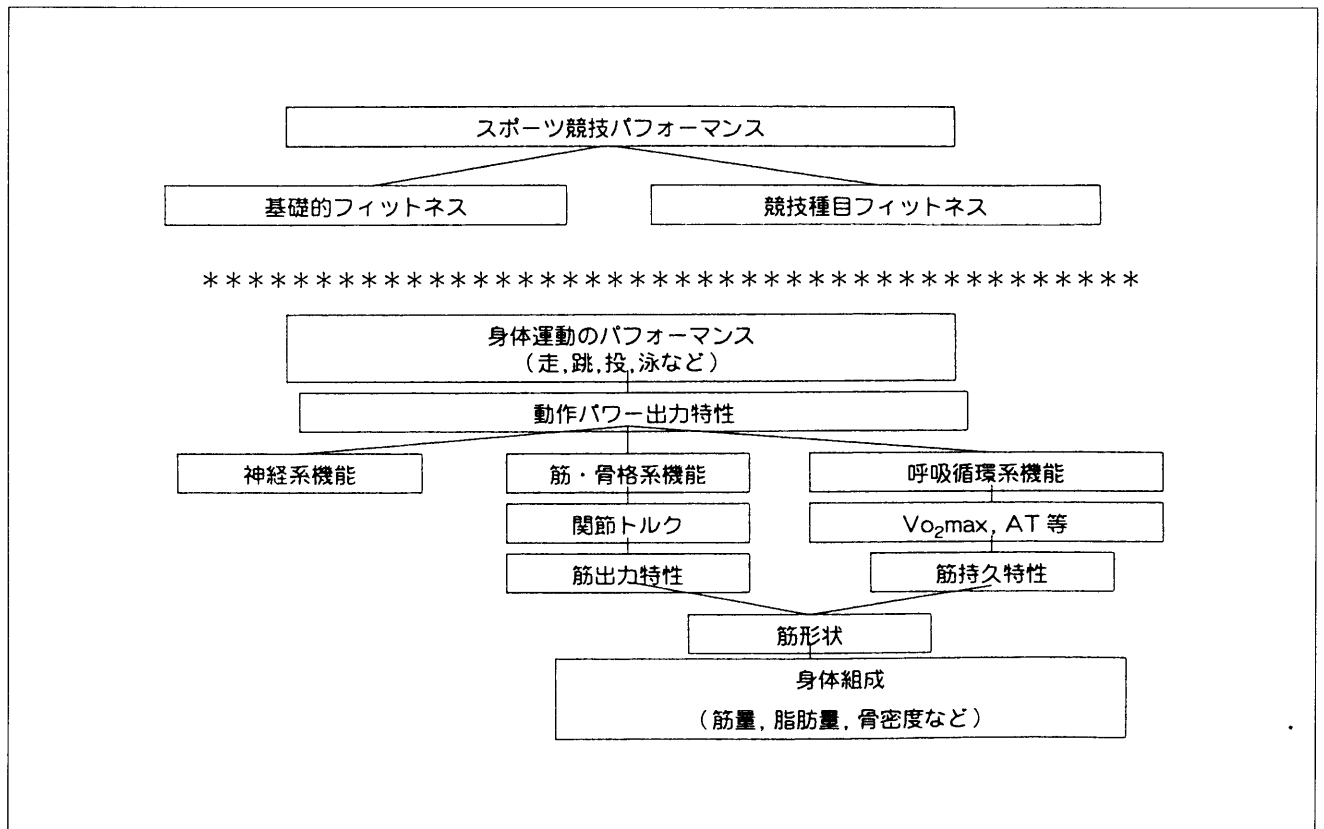 スポーツ競技パフォーマンス
基礎的フィットネス
競技種目フィットネス
******************************************
身体運動のパフォーマンス
（走,跳,投,泳など）
動作パワー出力特性
神経系機能
筋・骨格系機能
呼吸循環系機能
関節トルク
Vo₂max, AT 等
筋出力特性
筋持久特性
筋形状
身体組成
（筋量, 脂肪量, 骨密度など）